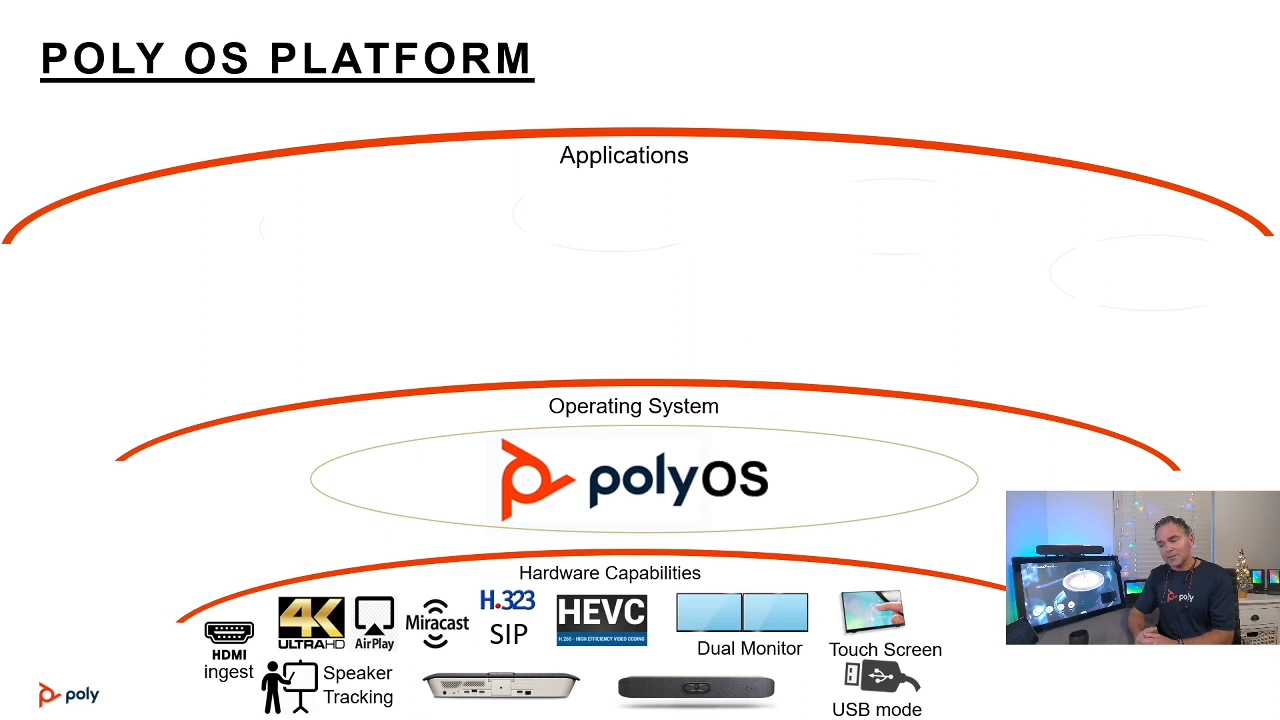 POLY OS PLATFORM
Applications
Operating System
polyOS
Hardware Capabilities
HDMI
ingest
4K
ULTRAHD
AirPlay
Miracast
H.323
SIP
HEVC
H.265 - HIGH EFFICIENCY VIDEO CODING
Dual Monitor
Touch Screen
Speaker
Tracking
USB mode
poly
poly